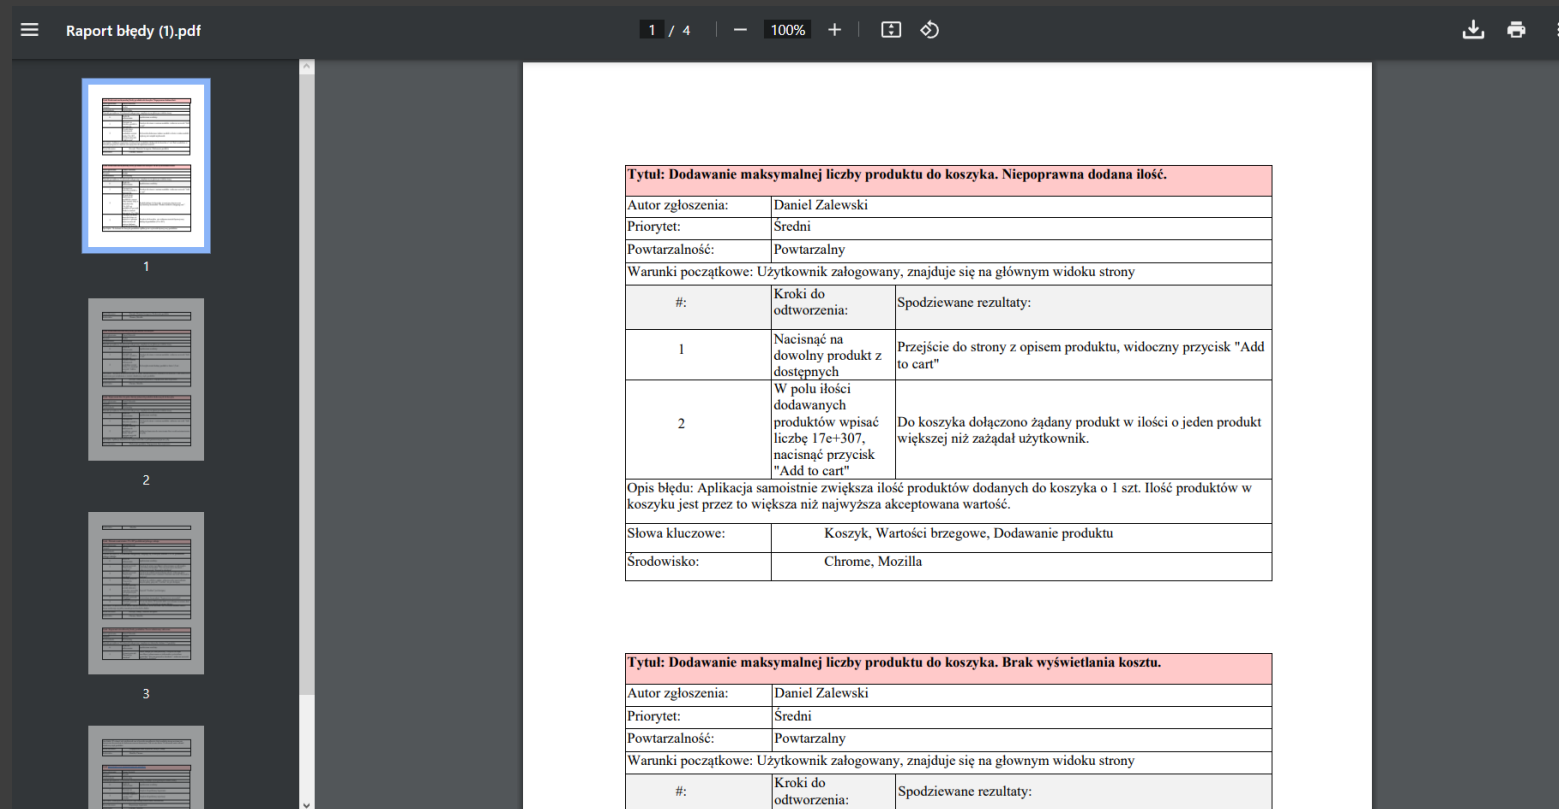 Raport błędy (1).pdf
1 / 4
100%
1
2
3
Tytuł: Dodawanie maksymalnej liczby produktu do koszyka. Niepoprawna dodana ilość.
Autor zgłoszenia: Daniel Zalewski
Priorytet: Średni
Powtarzalność: Powtarzalny
Warunki początkowe: Użytkownik załogowany, znajduje się na głównym widoku strony
#: Kroki do odtworzenia: Spodziewane rezultaty:
1
Nacisnąć na
dowolny produkt z
dostępnych
Przejście do strony z opisem produktu, widoczny przycisk "Add
to cart"
2
W polu ilości
dodawanych
produktów wpisać
liczbę 17e+307,
nacisnąć przycisk
"Add to cart"
Do koszyka dołączono żądany produkt w ilości o jeden produkt
większej niż zażądał użytkownik.
Opis błędu: Aplikacja samoistnie zwiększa ilość produktów dodanych do koszyka o 1 szt. Ilość produktów w
koszyku jest przez to większa niż najwyższa akceptowana wartość.
Słowa kluczowe: Koszyk, Wartości brzegowe, Dodawanie produktu
Środowisko: Chrome, Mozilla
Tytuł: Dodawanie maksymalnej liczby produktu do koszyka. Brak wyświetlania kosztu.
Autor zgłoszenia: Daniel Zalewski
Priorytet: Średni
Powtarzalność: Powtarzalny
Warunki początkowe: Użytkownik załogowany, znajduje się na głownym widoku strony
#: Kroki do odtworzenia: Spodziewane rezultaty: